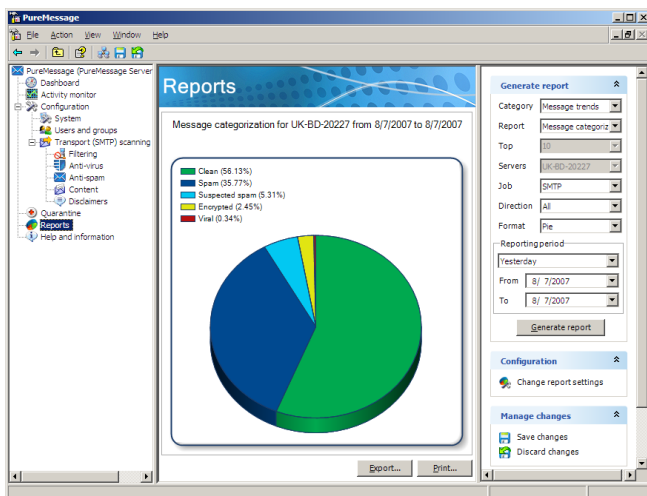 PureMessage
File Action View Window Help
PureMessage (PureMessage Server
Dashboard
Activity monitor
Configuration
System
Users and groups
Transport (SMTP) scanning
Filtering
Anti-virus
Anti-spam
Content
Disclaimers
Quarantine
Reports
Help and information
Reports
Message categorization for UK-BD-20227 from 8/7/2007 to 8/7/2007
Clean (56.13%)
Spam (35.77%)
Suspected spam (5.31%)
Encrypted (2.45%)
Viral (0.34%)
Export... Print...
Generate report
Category Message trends
Report Message categoriz
Top 10
Servers UK-BD-20227
Job SMTP
Direction All
Format Pie
Reporting period
Yesterday
From 8/ 7/2007
To 8/ 7/2007
Generate report
Configuration
Change report settings
Manage changes
Save changes
Discard changes